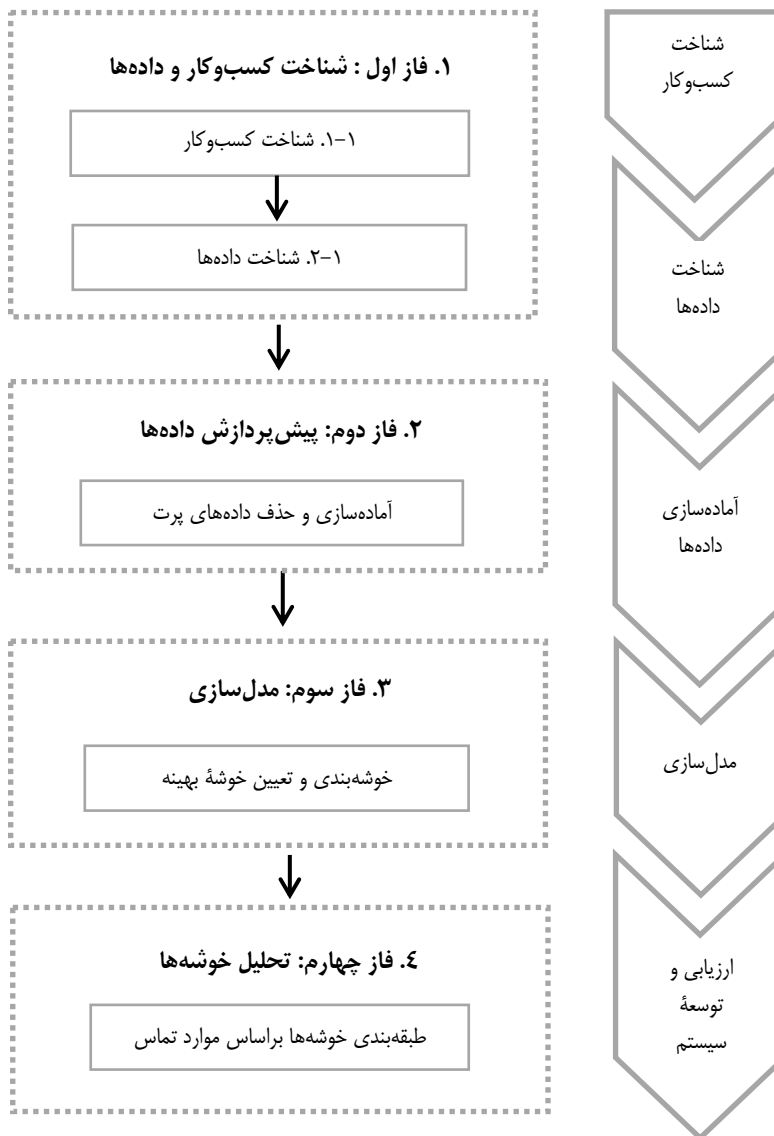 ۱. فاز اول : شناخت کسب‌وکار و داده‌ها
۱-۱. شناخت کسب‌وکار
۲-۱. شناخت داده‌ها
۲. فاز دوم: پیش‌پردازش داده‌ها
آماده‌سازی و حذف داده‌های پرت
۳. فاز سوم: مدل‌سازی
خوشه‌بندی و تعیین خوشهٔ بهینه
٤. فاز چهارم: تحلیل خوشه‌ها
طبقه‌بندی خوشه‌ها براساس موارد تماس
شناخت
کسب‌وکار
شناخت
داده‌ها
آماده‌سازی
داده‌ها
مدل‌سازی
ارزیابی و
توسعهٔ
سیستم